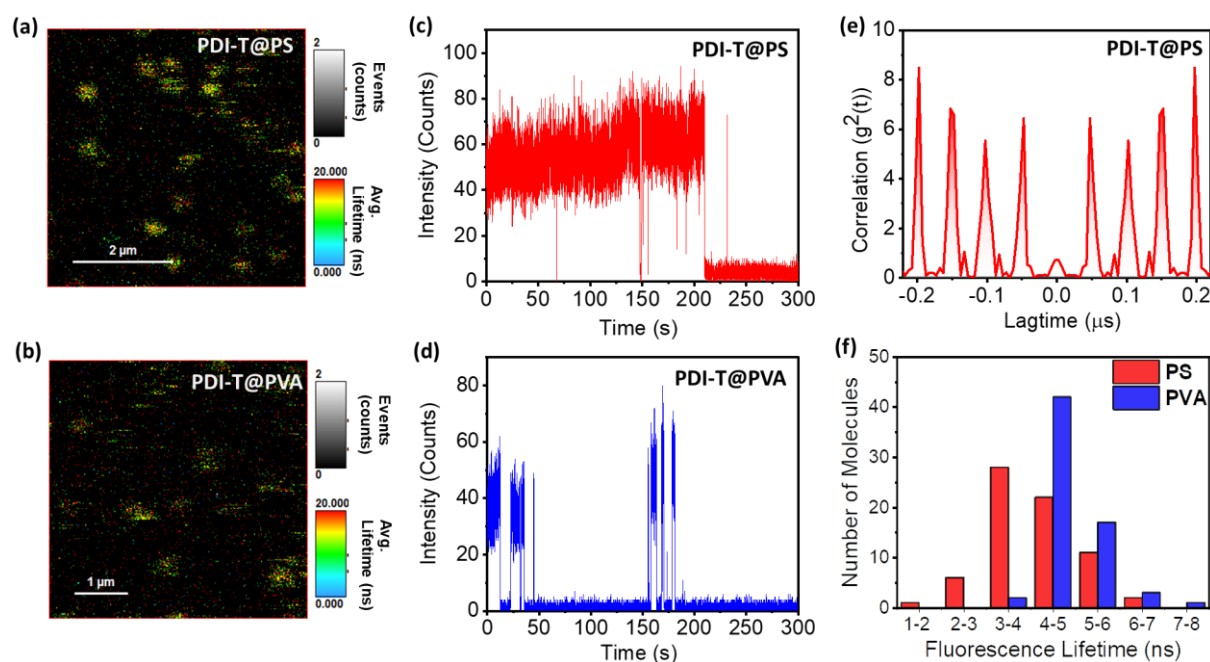 (a)
PDI-T@PS
2 µm
2
0
Events
(counts)
20.000
0.000
Avg.
Lifetime (ns)
(b)
PDI-T@PVA
1 µm
2
0
Events
(counts)
20.000
0.000
Avg.
Lifetime (ns)
(c)
PDI-T@PS
100
80
60
40
20
0
Intensity (Counts)
0 50 100 150 200 250 300
Time (s)
(d)
PDI-T@PVA
80
60
40
20
0
Intensity (Counts)
0 50 100 150 200 250 300
Time (s)
(e)
PDI-T@PS
10
8
6
4
2
0
Correlation (g²(t))
-0.2 -0.1 0.0 0.1 0.2
Lagtime (µs)
(f)
PS
PVA
50
40
30
20
10
0
Number of Molecules
1-2 2-3 3-4 4-5 5-6 6-7 7-8
Fluorescence Lifetime (ns)